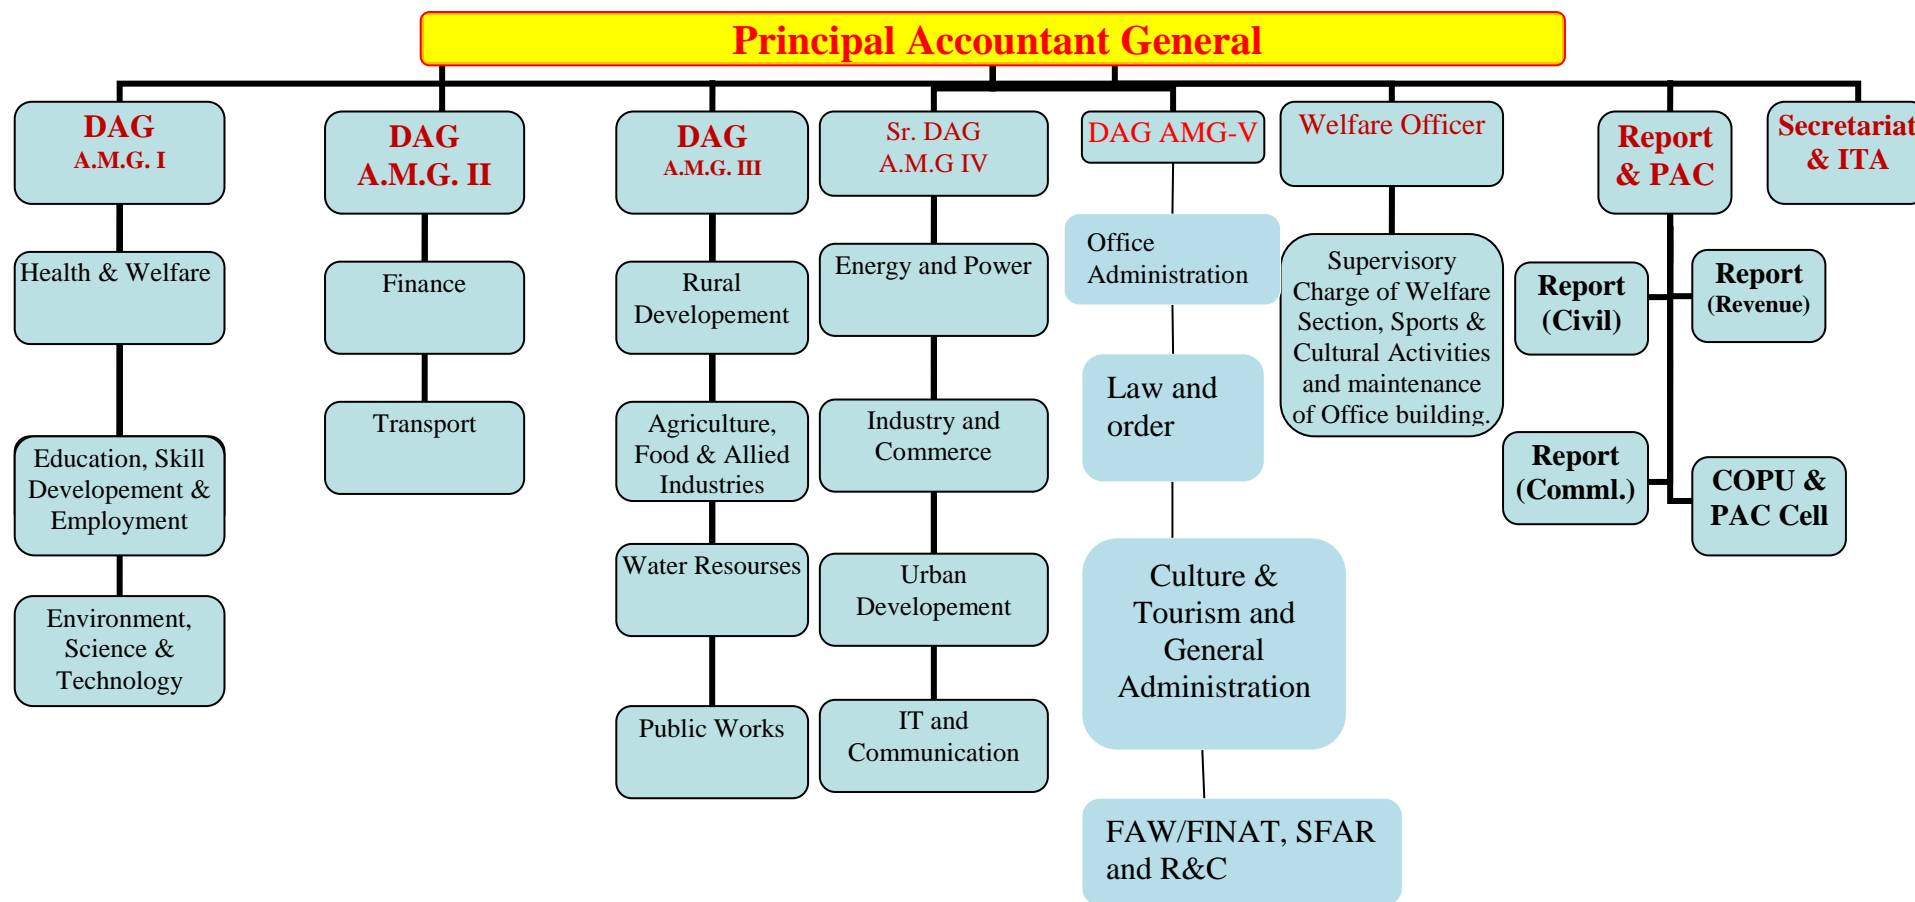 Principal Accountant General
DAG
A.M.G. I
Health & Welfare
Education, Skill
Developement &
Employment
Environment,
Science &
Technology
DAG
A.M.G. II
Finance
Transport
DAG
A.M.G. III
Rural
Developement
Agriculture,
Food & Allied
Industries
Water Resourses
Public Works
Sr. DAG
A.M.G IV
Energy and Power
Industry and
Commerce
Urban
Developement
IT and
Communication
DAG AMG-V
Office
Administration
Law and
order
Culture &
Tourism and
General
Administration
FAW/FINAT, SFAR
and R&C
Welfare Officer
Supervisory
Charge of Welfare
Section, Sports &
Cultural Activities
and maintenance
of Office building.
Report
& PAC
Report
(Civil)
Report
(Revenue)
Report
(Comml.)
COPU &
PAC Cell
Secretariat
& ITA